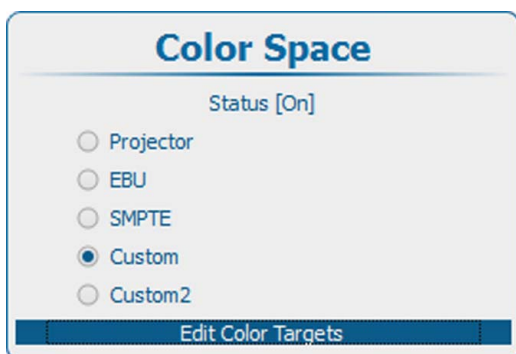 Color Space
Status [On]
Projector
EBU
SMPTE
Custom
Custom2
Edit Color Targets